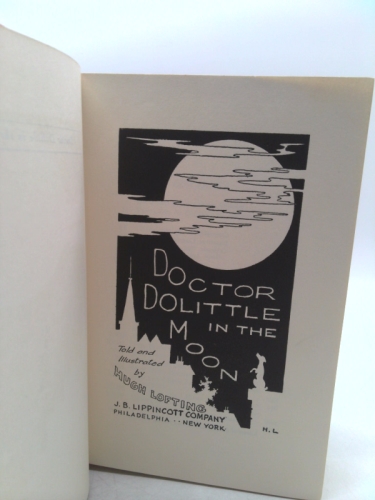 DOCTOR
DOLITTLE
IN THE
MOON
Told and
Illustrated
by
HUGH LOFTING
J. B. LIPPINCOTT COMPANY
PHILADELPHIA -- NEW YORK.
H. L.